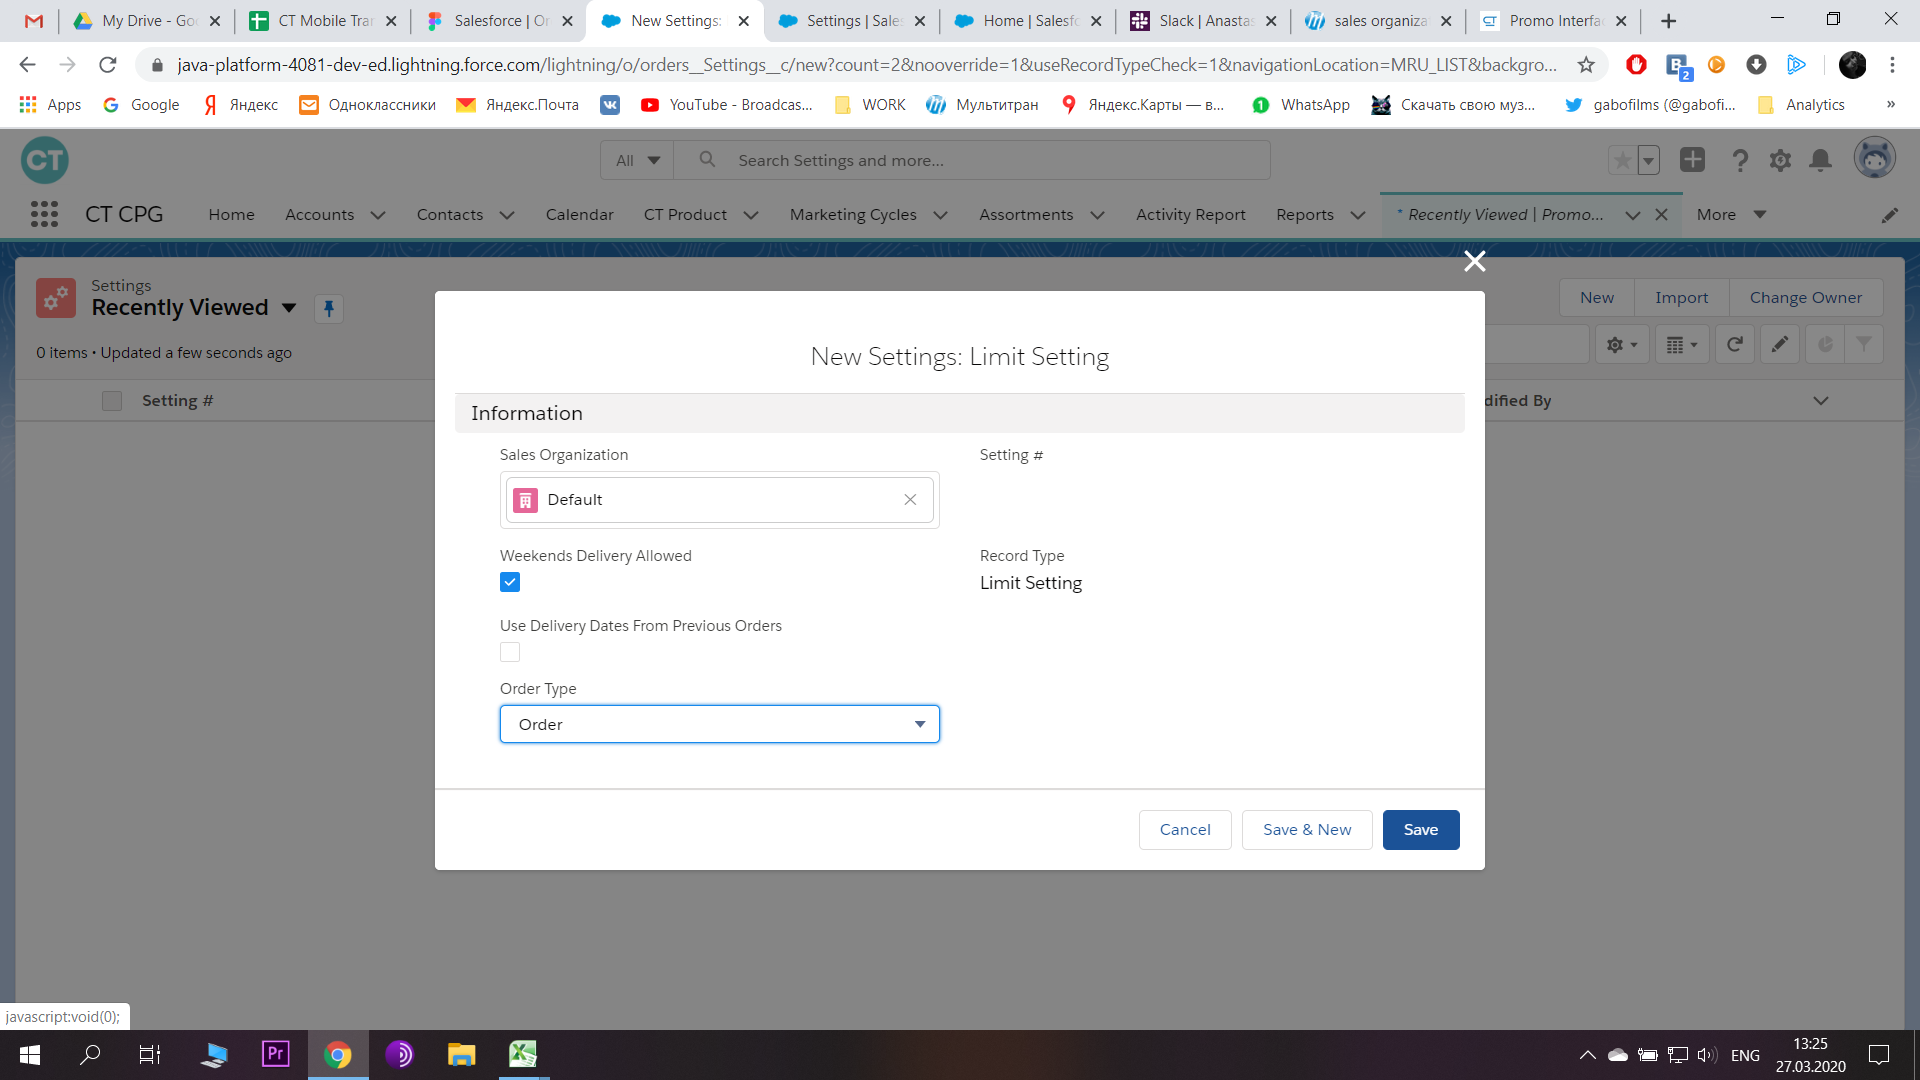 My Drive - Goo
CT Mobile Trar
Salesforce | Or
New Settings:
Settings | Sales
Home | Salesfo
Slack | Anastas
sales organiza
Promo Interfac
java-platform-4081-dev-ed.lightning.force.com/lightning/o/orders__Settings__c/new?count=2&nooverride=1&useRecordTypeCheck=1&navigationLocation=MRU_LIST&backgro...
2
Apps
Google
Яндекс
Одноклассники
Яндекс.Почта
YouTube - Broadcas...
WORK
Мультитран
Яндекс.Карты — в...
1
WhatsApp
Скачать свою муз...
gabofilms (@gabofi...
Analytics
»
CT
All
Search Settings and more...
CT CPG
Home
Accounts
Contacts
Calendar
CT Product
Marketing Cycles
Assortments
Activity Report
Reports
* Recently Viewed | Promo...
More
Settings
Recently Viewed
New
Import
Change Owner
0 items • Updated a few seconds ago
Setting #
dified By
New Settings: Limit Setting
Information
Sales Organization
Default
Setting #
Weekends Delivery Allowed
Record Type
Limit Setting
Use Delivery Dates From Previous Orders
Order Type
Order
Cancel
Save & New
Save
javascript:void(0);
Pr
ENG
13:25
27.03.2020